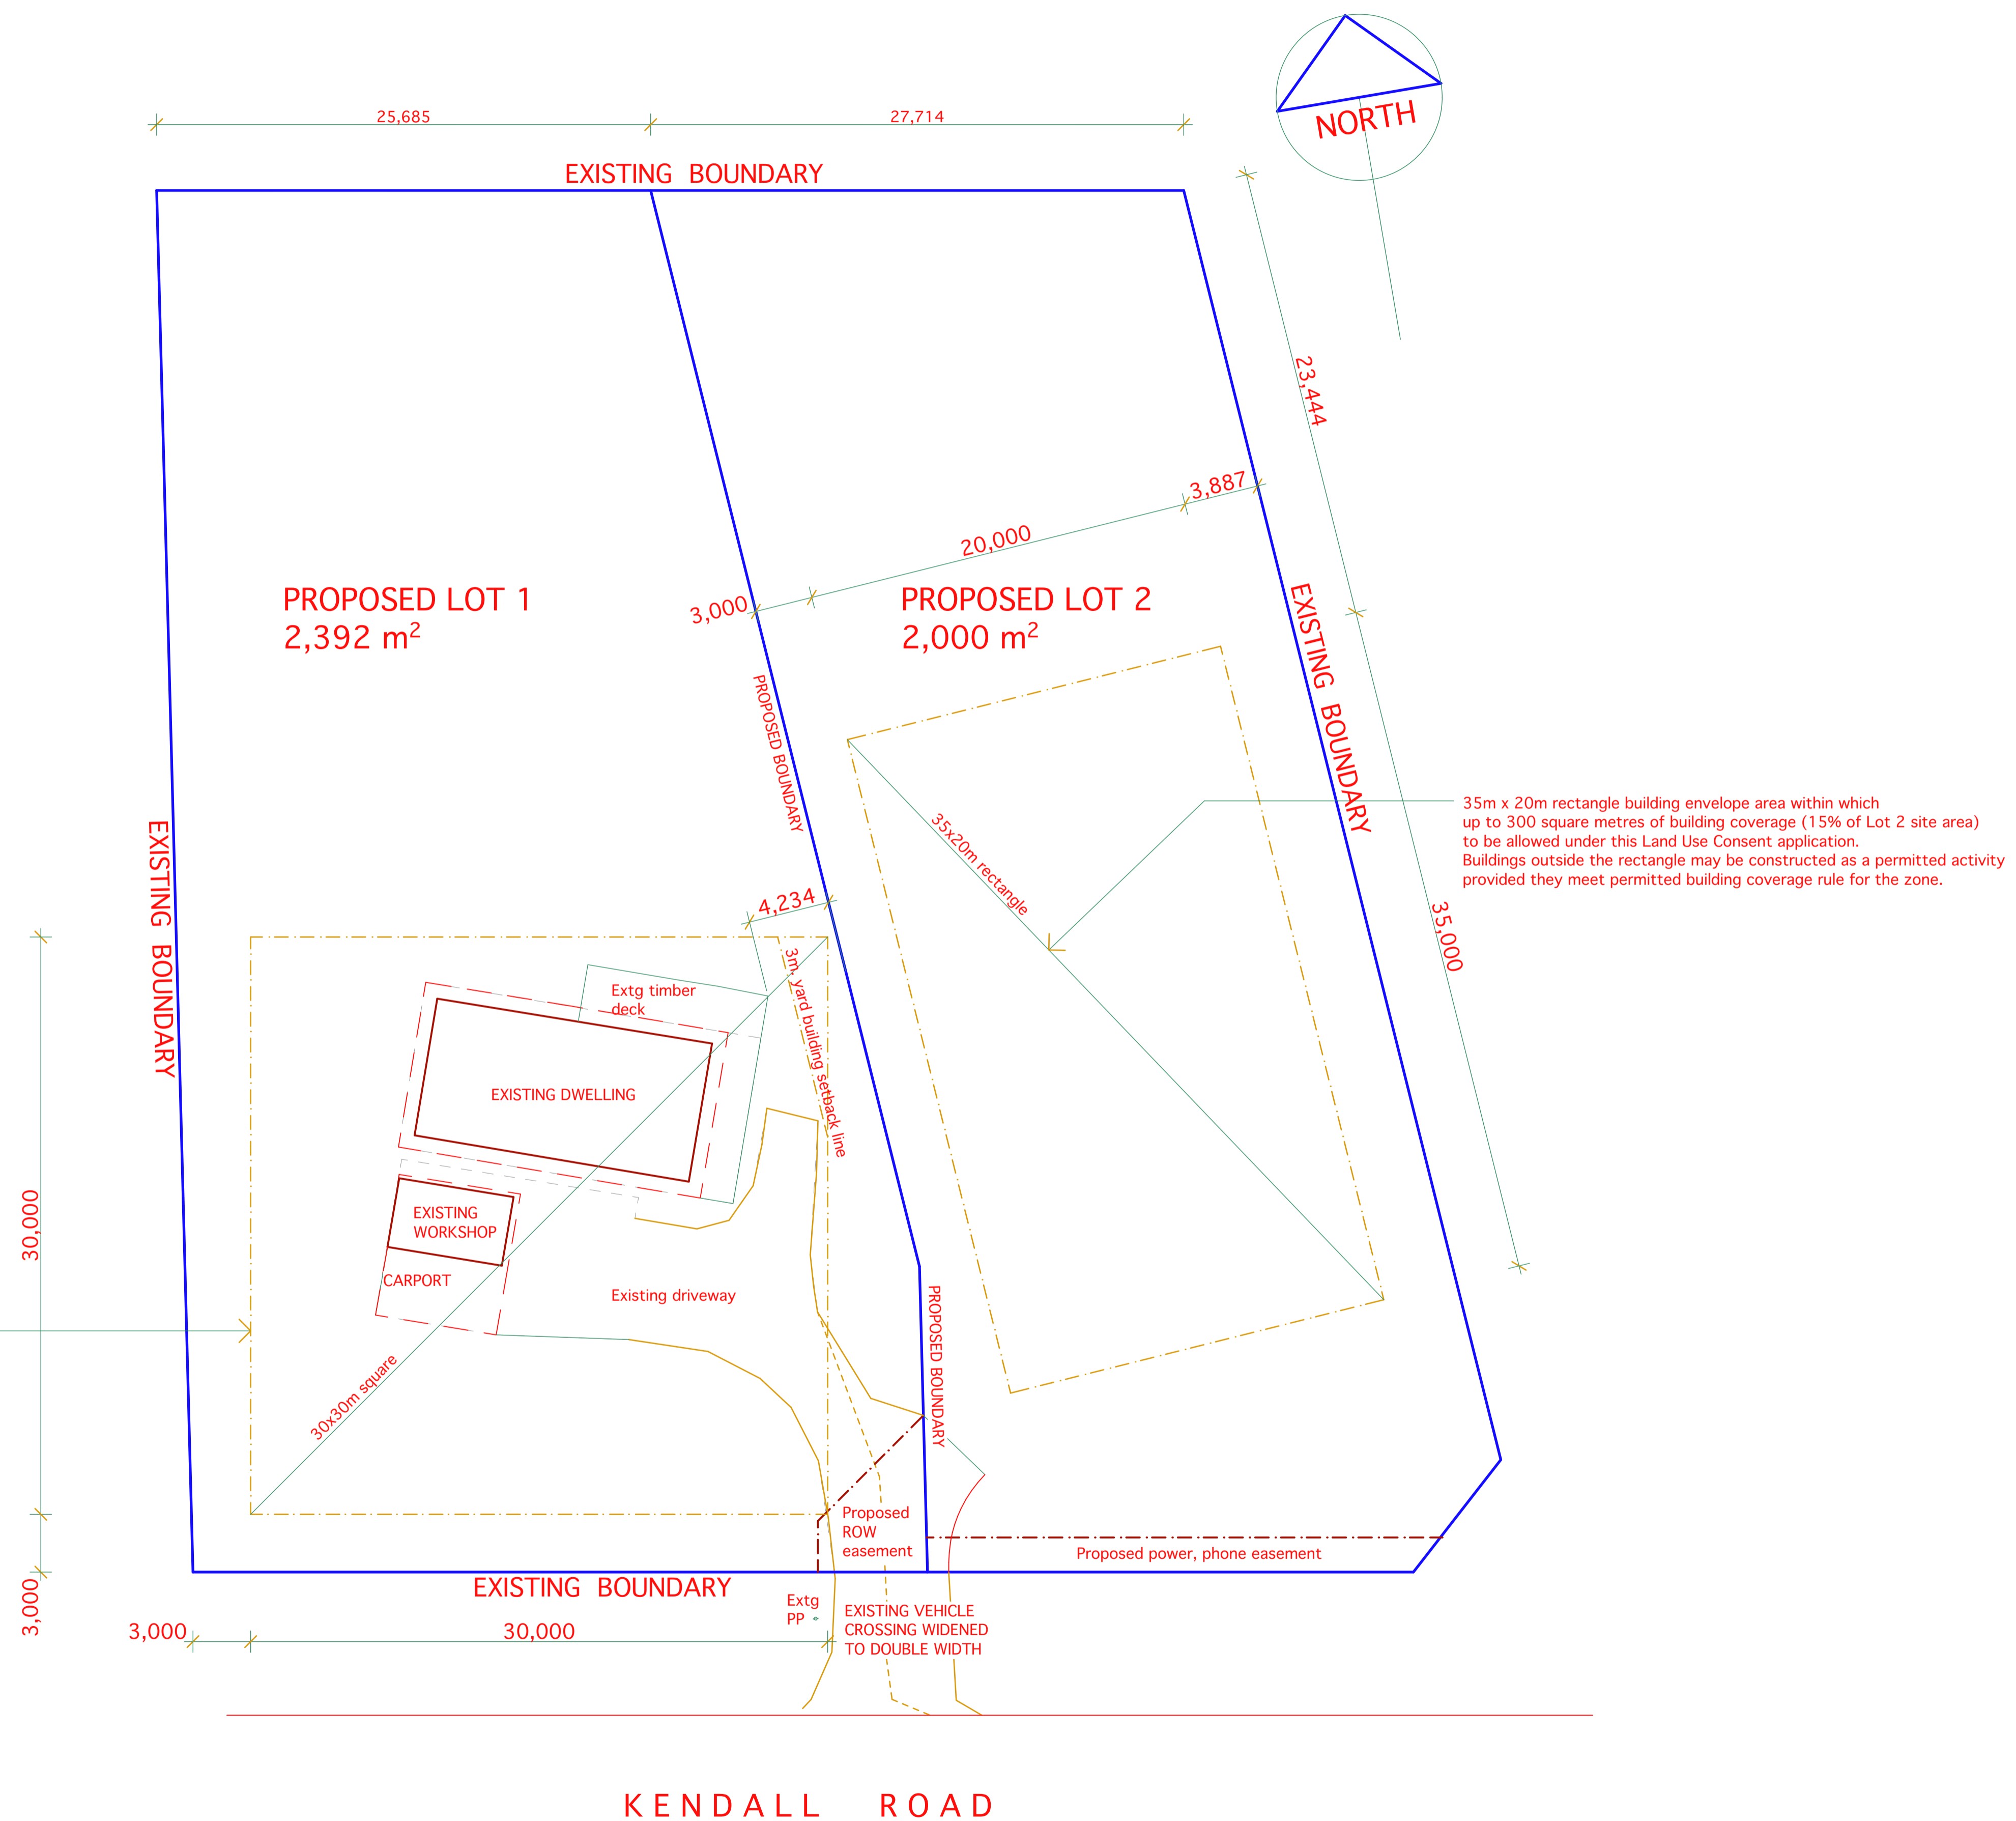 NORTH
25,685
27,714
EXISTING BOUNDARY
23,444
3,887
20,000
3,000
PROPOSED LOT 1
2,392 m²
PROPOSED LOT 2
2,000 m²
EXISTING BOUNDARY
PROPOSED BOUNDARY
35m x 20m rectangle building envelope area within which
up to 300 square metres of building coverage (15% of Lot 2 site area)
to be allowed under this Land Use Consent application.
Buildings outside the rectangle may be constructed as a permitted activity
provided they meet permitted building coverage rule for the zone.
35x20m rectangle
EXISTING BOUNDARY
4,234
35,000
3m. yard building setback line
Extg timber
deck
EXISTING DWELLING
EXISTING
WORKSHOP
CARPORT
Existing driveway
30,000
PROPOSED BOUNDARY
30x30m square
Proposed
ROW
easement
Proposed power, phone easement
EXISTING BOUNDARY
3,000
Extg
PP
EXISTING VEHICLE
CROSSING WIDENED
TO DOUBLE WIDTH
3,000
30,000
KENDALL ROAD